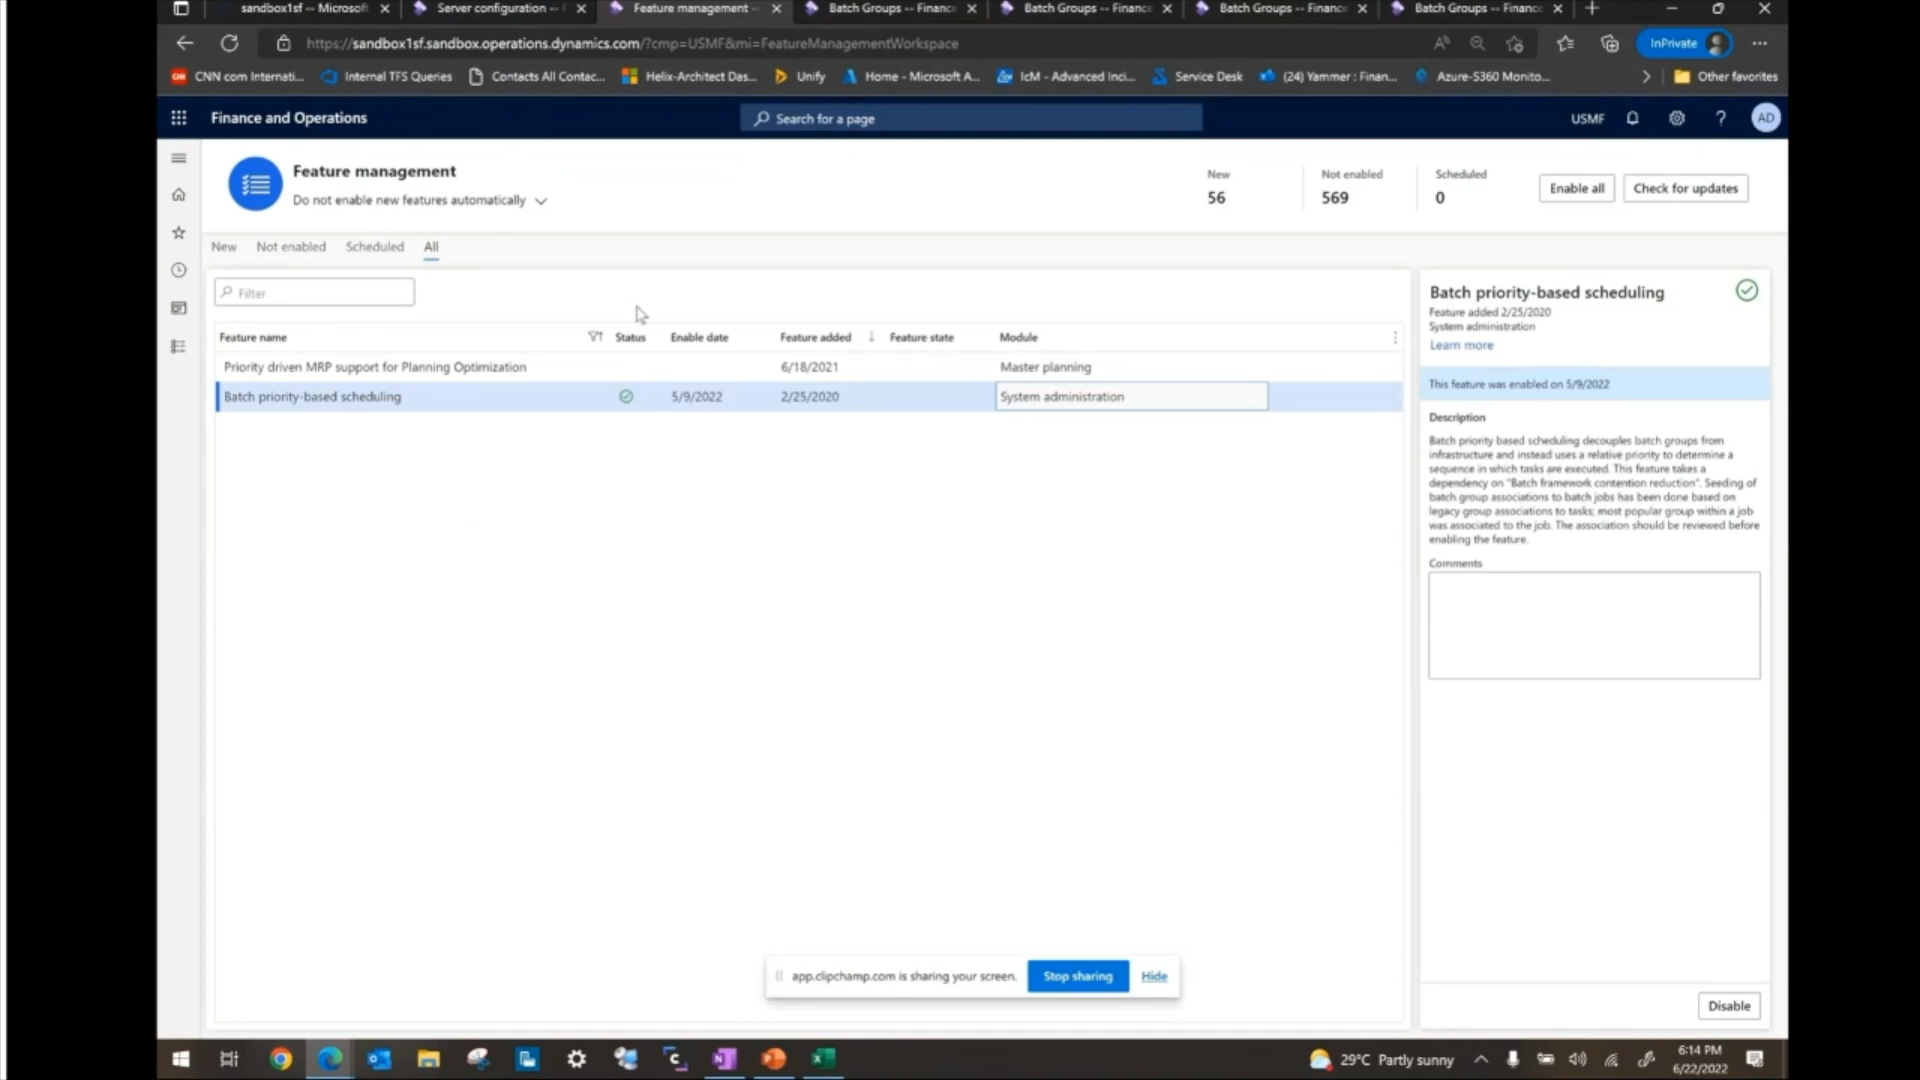 sandbox1sf -- Microsoft
Server configuration --
Feature management --
Batch Groups -- Finance
Batch Groups -- Finance
Batch Groups -- Finance
Batch Groups -- Finance
https://sandbox1sf.sandbox.operations.dynamics.com/?cmp=USMF&mi=FeatureManagementWorkspace
InPrivate
CNN com Internati...
Internal TFS Queries
Contacts All Contac...
Helix-Architect Das...
Unify
Home - Microsoft A...
IcM - Advanced Inci...
Service Desk
(24) Yammer : Finan...
Azure-S360 Monito...
Other favorites
Finance and Operations
Search for a page
USMF
?
AD
Feature management
Do not enable new features automatically
New
56
Not enabled
569
Scheduled
0
Enable all
Check for updates
New Not enabled Scheduled All
Filter
Feature name Status Enable date Feature added Feature state Module
Priority driven MRP support for Planning Optimization 6/18/2021 Master planning
Batch priority-based scheduling 5/9/2022 2/25/2020 System administration
Batch priority-based scheduling
Feature added 2/25/2020
System administration
Learn more
This feature was enabled on 5/9/2022
Description
Batch priority based scheduling decouples batch groups from
infrastructure and instead uses a relative priority to determine a
sequence in which tasks are executed. This feature takes a
dependency on "Batch framework contention reduction". Seeding of
batch group associations to batch jobs has been done based on
legacy group associations to tasks; most popular group within a job
was associated to the job. The association should be reviewed before
enabling the feature.
Comments
app.clipchamp.com is sharing your screen.
Stop sharing
Hide
Disable
29°C Partly sunny
6:14 PM
6/22/2022